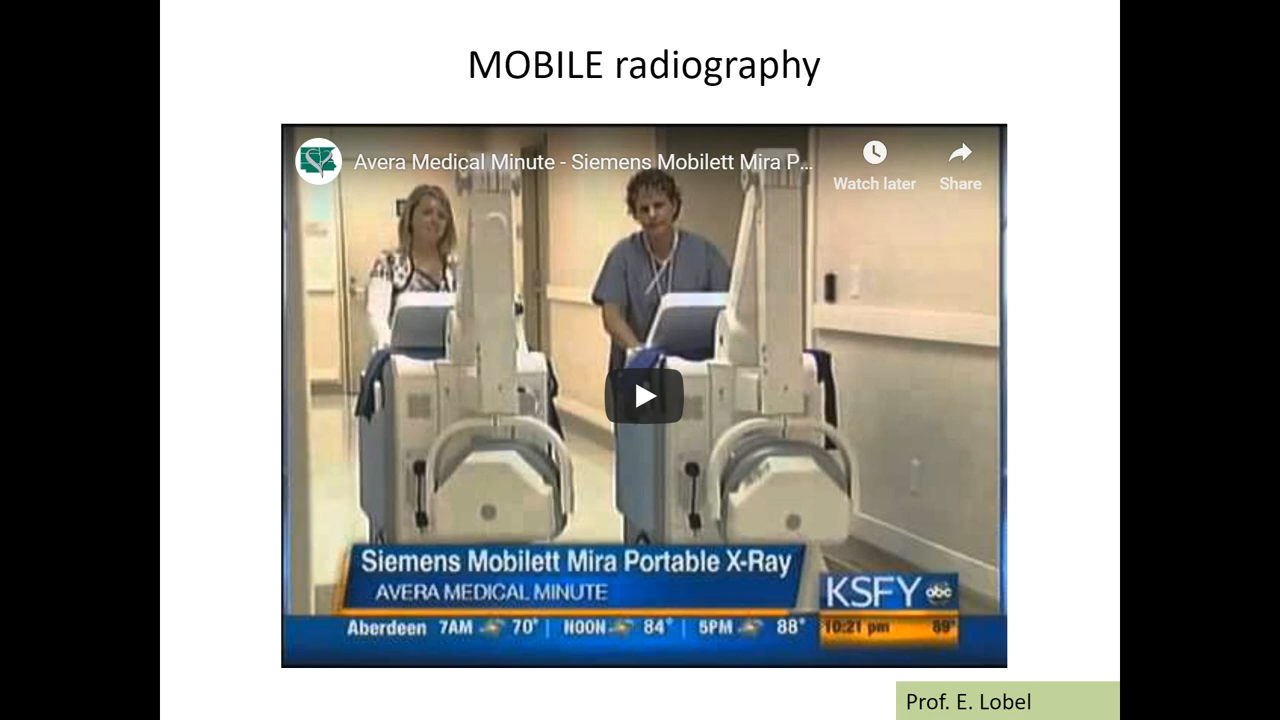 MOBILE radiography
Avera Medical Minute - Siemens Mobilett Mira P...
Watch later
Share
Siemens Mobilett Mira Portable X-Ray
AVERA MEDICAL MINUTE
KSFY abc
Aberdeen 7AM 70° | NOON 84° | 5PM 88°
10:21 pm 89°
Prof. E. Lobel